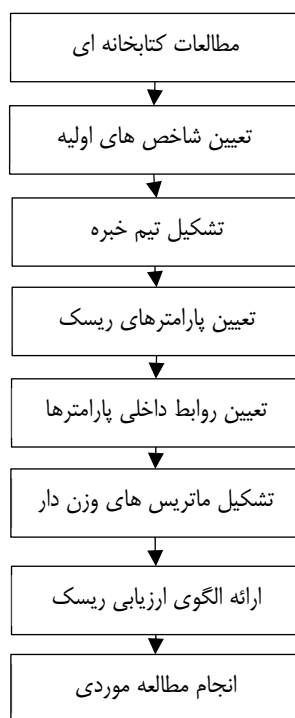 مطالعات کتابخانه ای
تعیین شاخص های اولیه
تشکیل تیم خبره
تعیین پارامترهای ریسک
تعیین روابط داخلی پارامترها
تشکیل ماتریس های وزن دار
ارائه الگوی ارزیابی ریسک
انجام مطالعه موردی